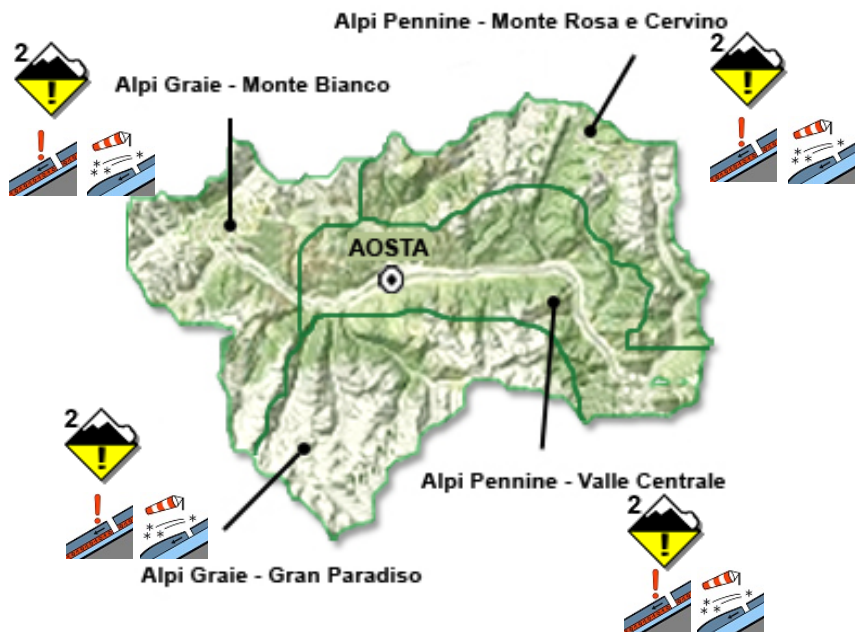 Alpi Pennine - Monte Rosa e Cervino
2
2
Alpi Graie - Monte Bianco
AOSTA
2
Alpi Pennine - Valle Centrale
2
Alpi Graie - Gran Paradiso